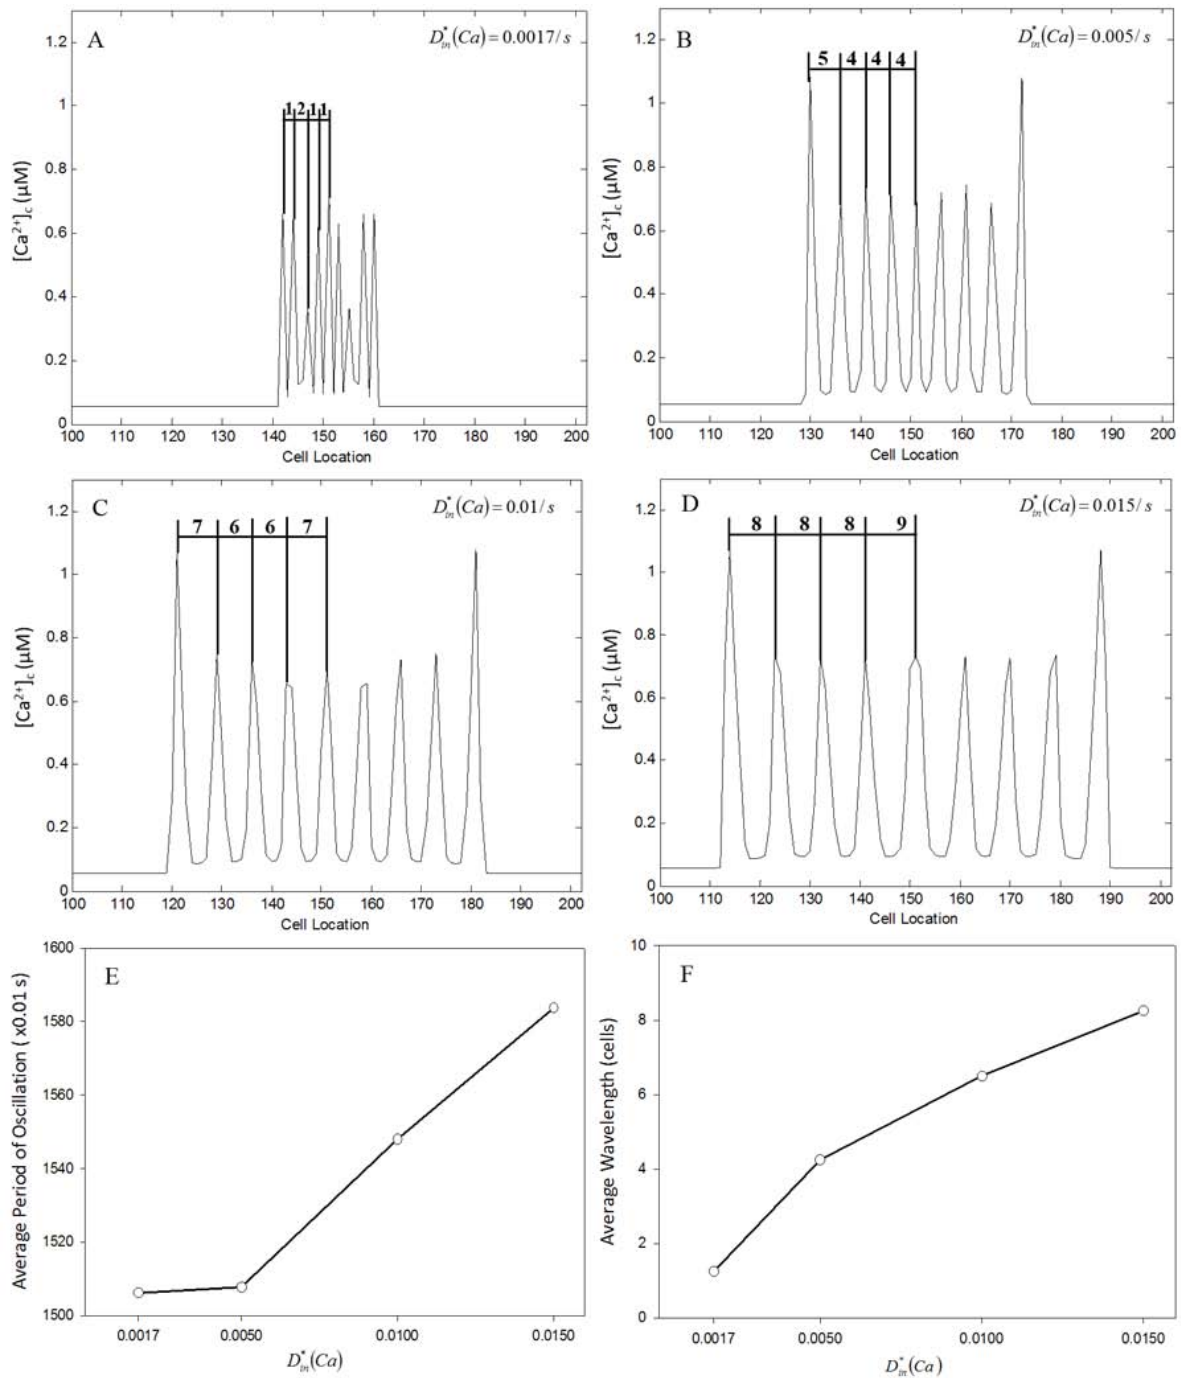 A
D*in(Ca) = 0.0017/s
1 2 1 1
1.2
1
0.8
0.6
0.4
0.2
0
[Ca2+]c (μM)
100 110 120 130 140 150 160 170 180 190 200
Cell Location
B
D*in(Ca) = 0.005/s
5 4 4 4
1.2
1
0.8
0.6
0.4
0.2
0
[Ca2+]c (μM)
100 110 120 130 140 150 160 170 180 190 200
Cell Location
C
D*in(Ca) = 0.01/s
7 6 6 7
1.2
1
0.8
0.6
0.4
0.2
0
[Ca2+]c (μM)
100 110 120 130 140 150 160 170 180 190 200
Cell Location
D
D*in(Ca) = 0.015/s
8 8 8 9
1.2
1
0.8
0.6
0.4
0.2
0
[Ca2+]c (μM)
100 110 120 130 140 150 160 170 180 190 200
Cell Location
E
1600
1580
1560
1540
1520
1500
Average Period of Oscillation ( x0.01 s)
0.0017 0.0050 0.0100 0.0150
D*in(Ca)
F
10
8
6
4
2
0
Average Wavelength (cells)
0.0017 0.0050 0.0100 0.0150
D*in(Ca)